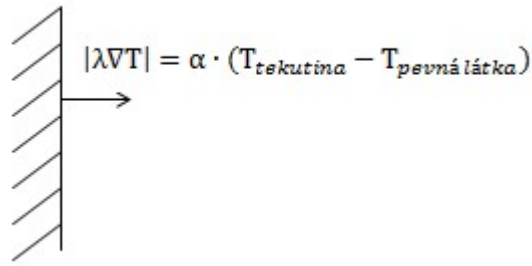 |λ∇T| = α · (T_tekutina − T_pevná látka)